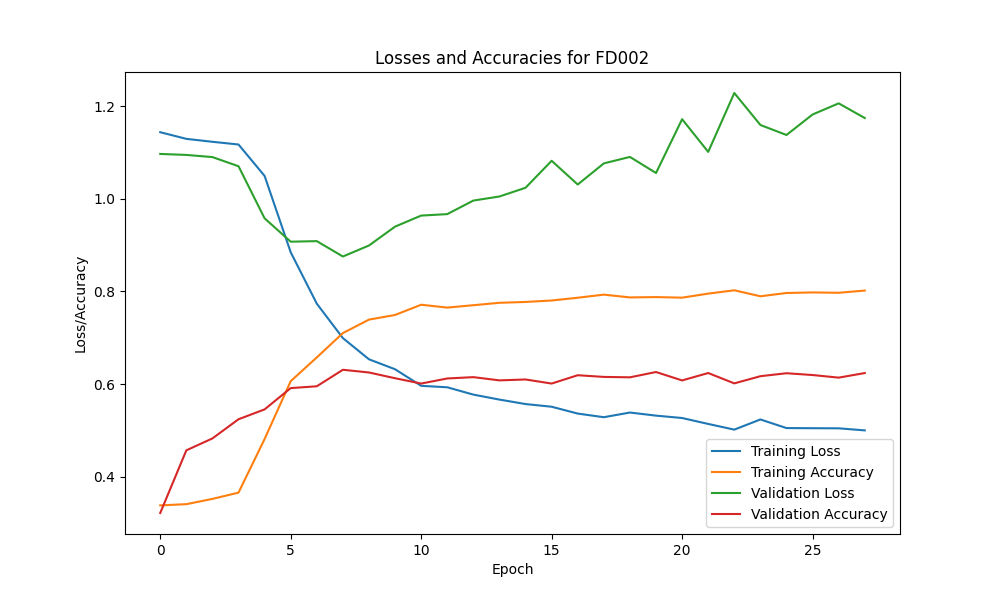 Losses and Accuracies for FD002
Loss/Accuracy
1.2
1.0
0.8
0.6
0.4
0
5
10
15
20
25
Epoch
Training Loss
Training Accuracy
Validation Loss
Validation Accuracy